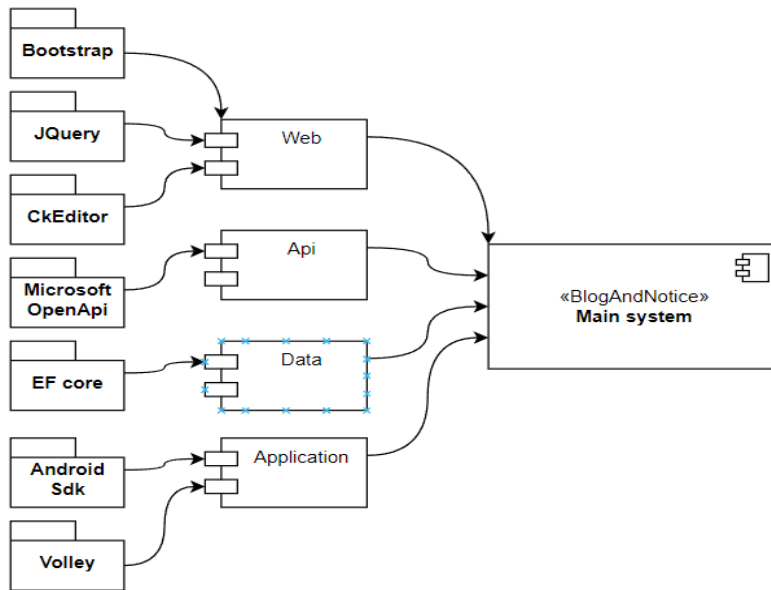 Bootstrap
JQuery
CkEditor
Microsoft
OpenApi
EF core
Android
Sdk
Volley
Web
Api
Data
Application
«BlogAndNotice»
Main system